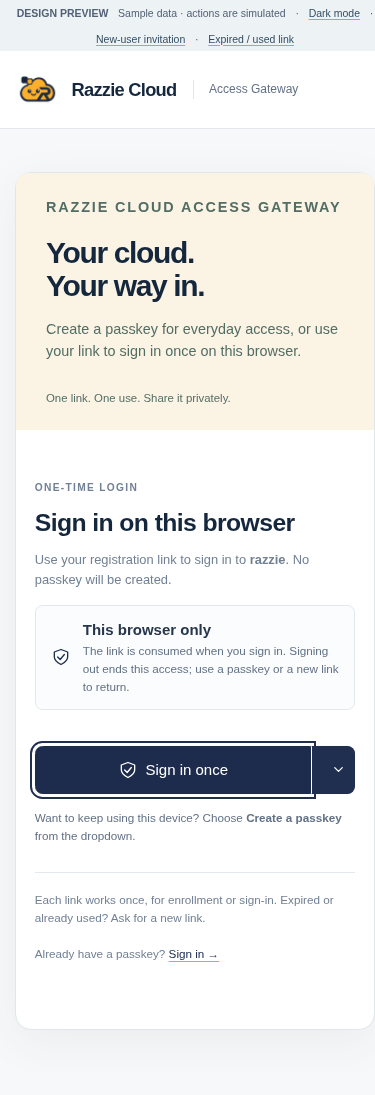 DESIGN PREVIEW Sample data · actions are simulated · Dark mode ·
New-user invitation · Expired / used link
Razzie Cloud Access Gateway
RAZZIE CLOUD ACCESS GATEWAY
Your cloud.
Your way in.
Create a passkey for everyday access, or use
your link to sign in once on this browser.
One link. One use. Share it privately.
ONE-TIME LOGIN
Sign in on this browser
Use your registration link to sign in to razzie. No
passkey will be created.
This browser only
The link is consumed when you sign in. Signing
out ends this access; use a passkey or a new link
to return.
Sign in once
Want to keep using this device? Choose Create a passkey
from the dropdown.
Each link works once, for enrollment or sign-in. Expired or
already used? Ask for a new link.
Already have a passkey? Sign in →